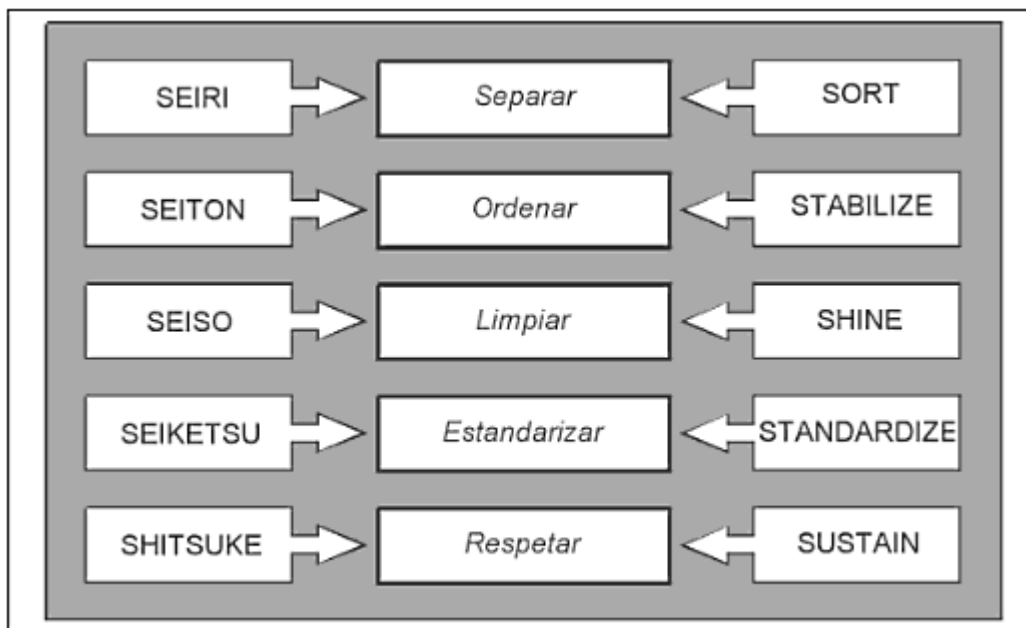 SEIRI
Separar
SORT
SEITON
Ordenar
STABILIZE
SEISO
Limpiar
SHINE
SEIKETSU
Estandarizar
STANDARDIZE
SHITSUKE
Respetar
SUSTAIN